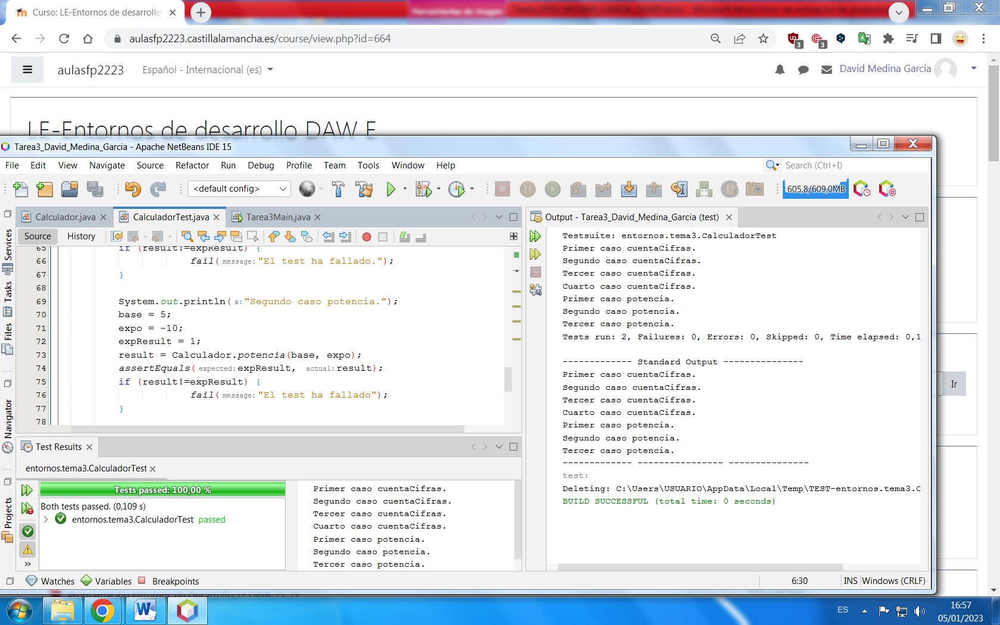 Curso: LE-Entornos de desarrollo
Herramientas de imagen
aulasfp2223.castillalamancha.es/course/view.php?id=664
3
3
aulasfp2223
Español - Internacional (es)
David Medina García
LE-Entornos de desarrollo DAW E
Tarea3_David_Medina_Garcia - Apache NetBeans IDE 15
File Edit View Navigate Source Refactor Run Debug Profile Team Tools Window Help
Search (Ctrl+I)
<default config>
605,8/609,0MB
Calculador.java
CalculadorTest.java
Tarea3Main.java
Source History
Services
Tasks
Files
Navigator
Projects
65 if (result!=expResult) {
66 fail( message: "El test ha fallado.");
67 }
68
69 System.out.println( x: "Segundo caso potencia.");
70 base = 5;
71 expo = -10;
72 expResult = 1;
73 result = Calculador.potencia(base, expo);
74 assertEquals( expected: expResult, actual: result);
75 if (result!=expResult) {
76 fail( message: "El test ha fallado");
77 }
78
Output - Tarea3_David_Medina_Garcia (test)
Testsuite: entornos.tema3.CalculadorTest
Primer caso cuentaCifras.
Segundo caso cuentaCifras.
Tercer caso cuentaCifras.
Cuarto caso cuentaCifras.
Primer caso potencia.
Segundo caso potencia.
Tercer caso potencia.
Tests run: 2, Failures: 0, Errors: 0, Skipped: 0, Time elapsed: 0,1
------------- Standard Output ---------------
Primer caso cuentaCifras.
Segundo caso cuentaCifras.
Tercer caso cuentaCifras.
Cuarto caso cuentaCifras.
Primer caso potencia.
Segundo caso potencia.
Tercer caso potencia.
------------- ---------------- ---------------
test:
Deleting: C:\Users\USUARIO\AppData\Local\Temp\TEST-entornos.tema3.C
BUILD SUCCESSFUL (total time: 0 seconds)
Ir
Test Results
entornos.tema3.CalculadorTest
Tests passed: 100,00 %
Both tests passed. (0,109 s)
entornos.tema3.CalculadorTest passed
Primer caso cuentaCifras.
Segundo caso cuentaCifras.
Tercer caso cuentaCifras.
Cuarto caso cuentaCifras.
Primer caso potencia.
Segundo caso potencia.
Tercer caso potencia.
Watches Variables Breakpoints
6:30 INS Windows (CRLF)
ES
16:57
05/01/2023